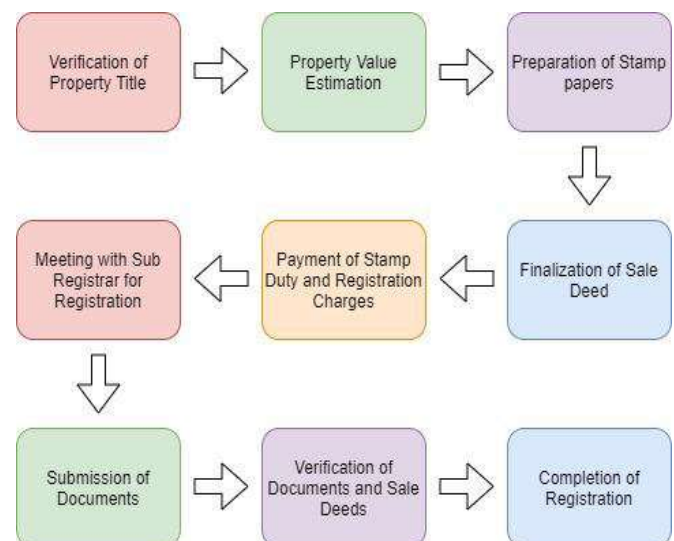 Verification of
Property Title
Property Value
Estimation
Preparation of Stamp
papers
Finalization of Sale
Deed
Payment of Stamp
Duty and Registration
Charges
Meeting with Sub
Registrar for
Registration
Submission of
Documents
Verification of
Documents and Sale
Deeds
Completion of
Registration